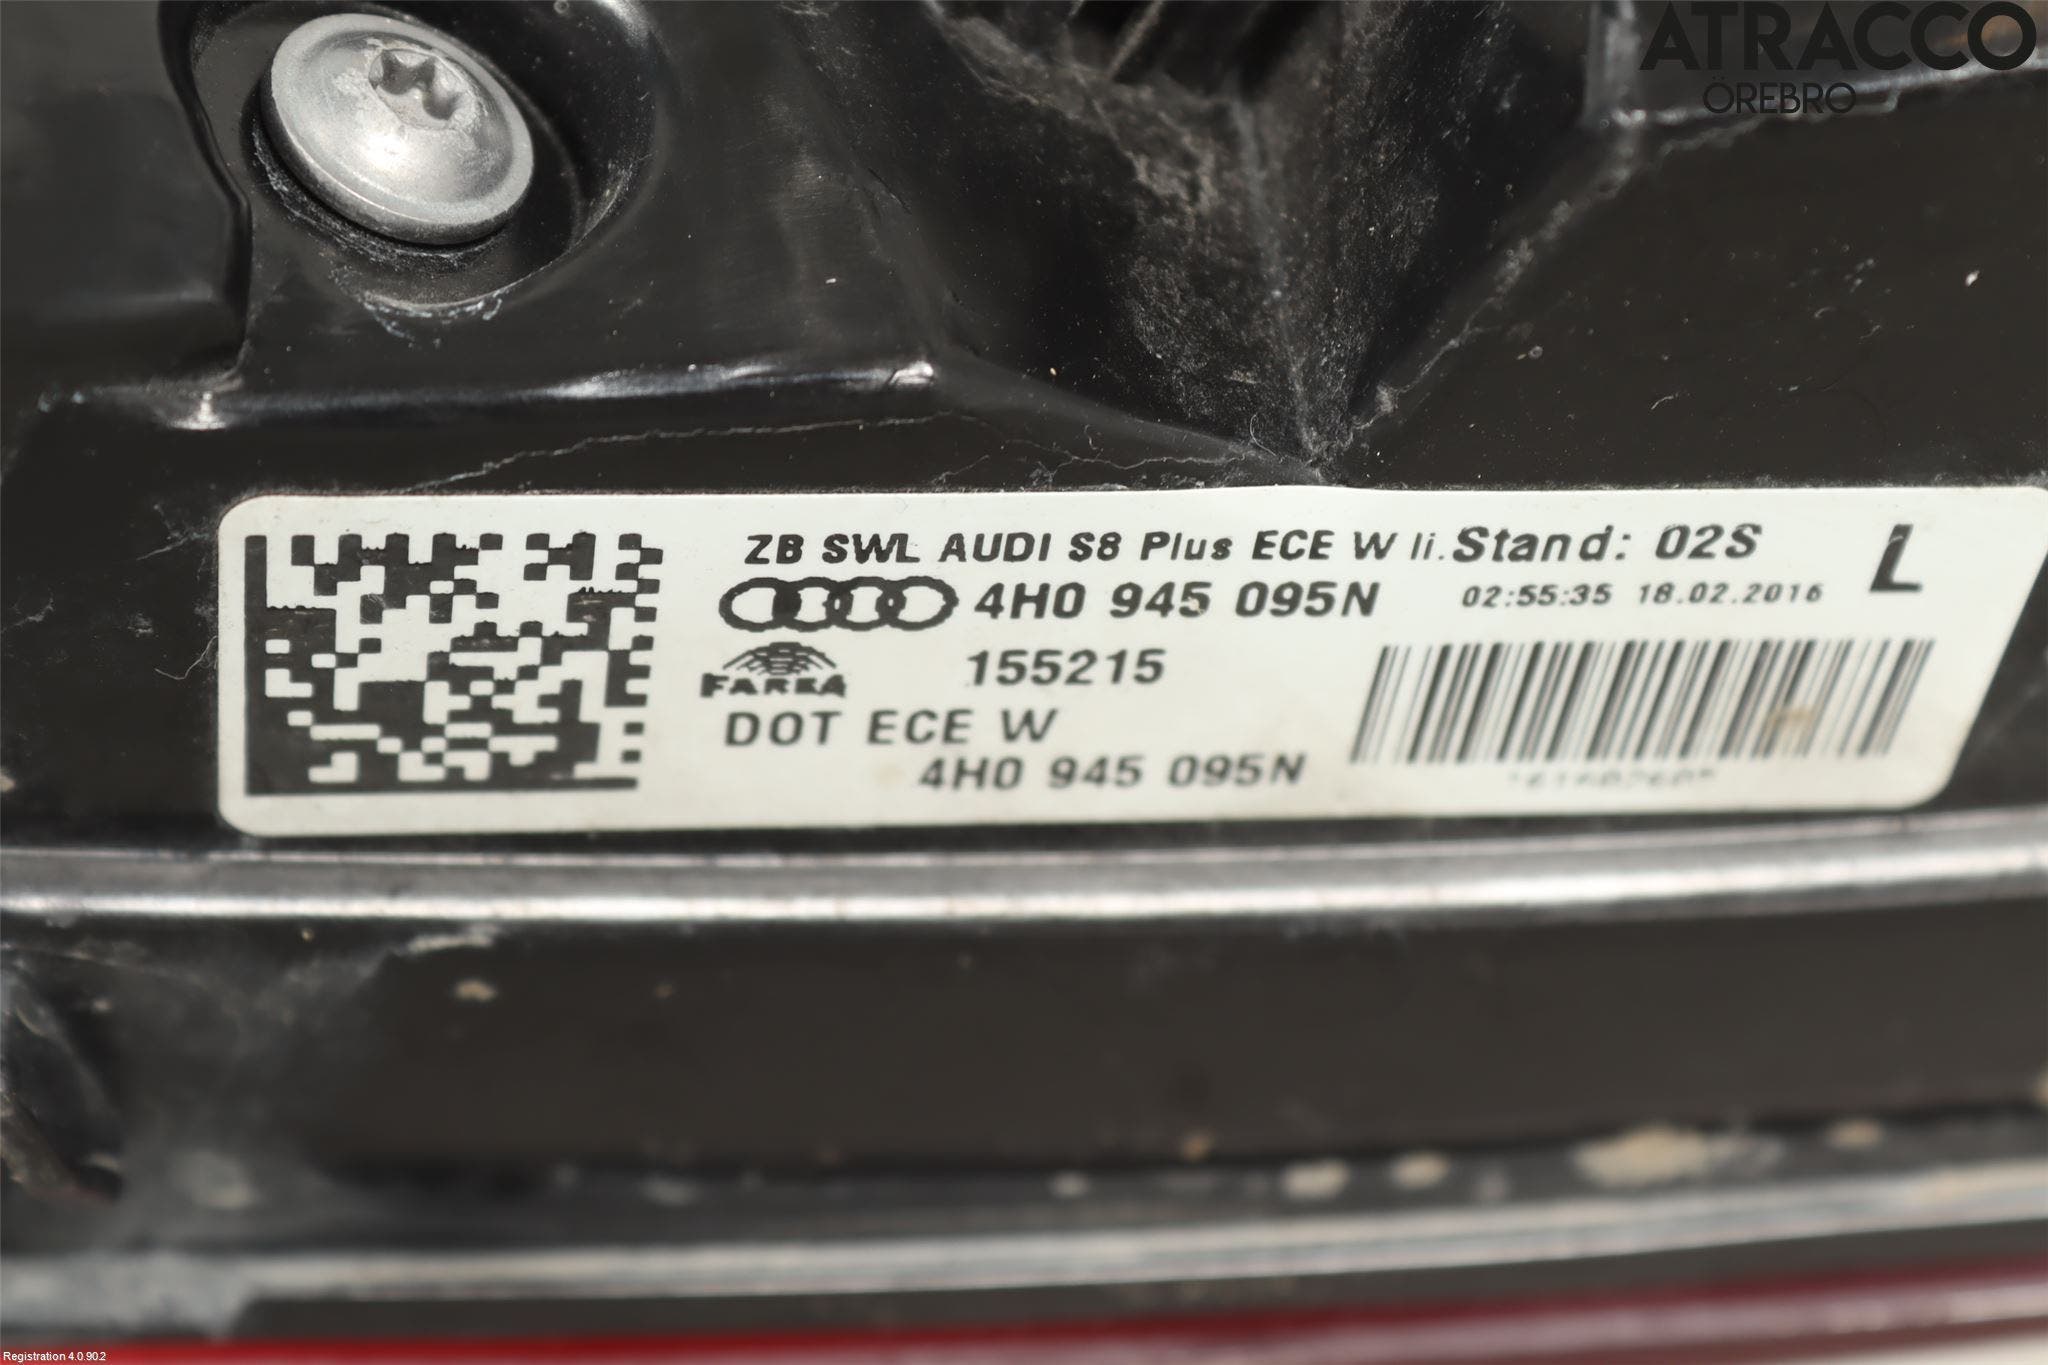 ATRACCO
ÖREBRO
ZB SWL AUDI S8 Plus ECE W li. Stand: 02S L
4H0 945 095N 02:55:35 18.02.2016
FARBA 155215
DOT ECE W
4H0 945 095N
Registration 4.0.90.2